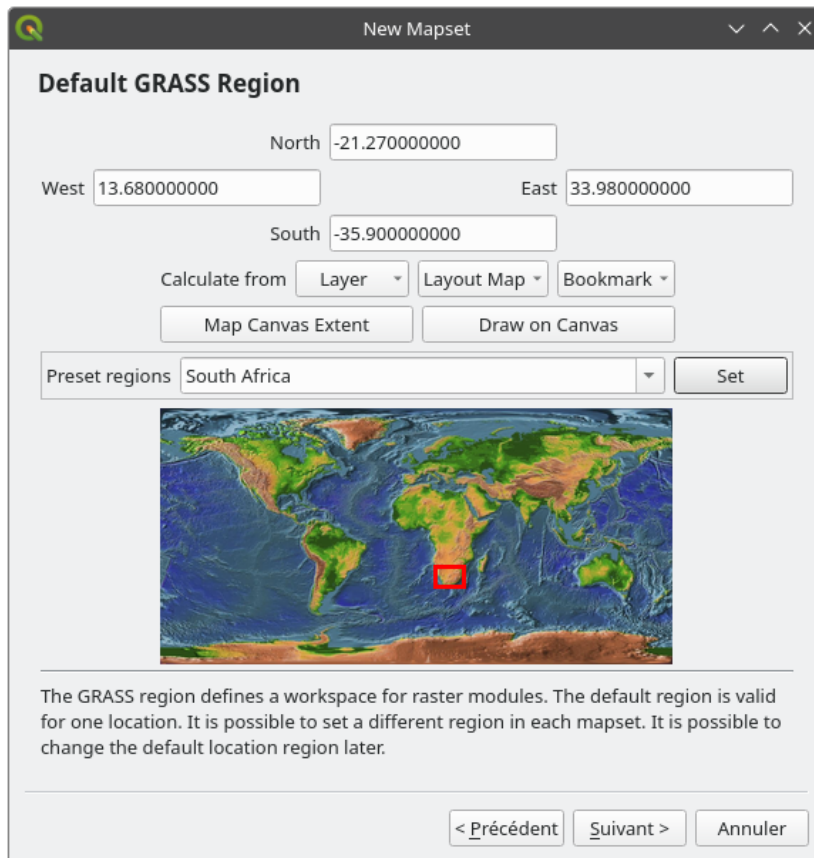 New Mapset
Default GRASS Region
North -21.270000000
West 13.680000000 East 33.980000000
South -35.900000000
Calculate from Layer Layout Map Bookmark
Map Canvas Extent Draw on Canvas
Preset regions South Africa Set
The GRASS region defines a workspace for raster modules. The default region is valid
for one location. It is possible to set a different region in each mapset. It is possible to
change the default location region later.
< Précédent Suivant > Annuler